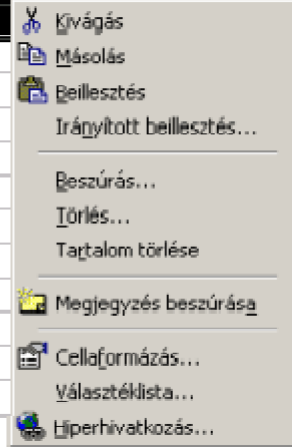 Kivágás
Másolás
Beillesztés
Irányított beillesztés...
Beszúrás...
Törlés...
Tartalom törlése
Megjegyzés beszúrása
Cellaformázás...
Választéklista...
Hiperhivatkozás...